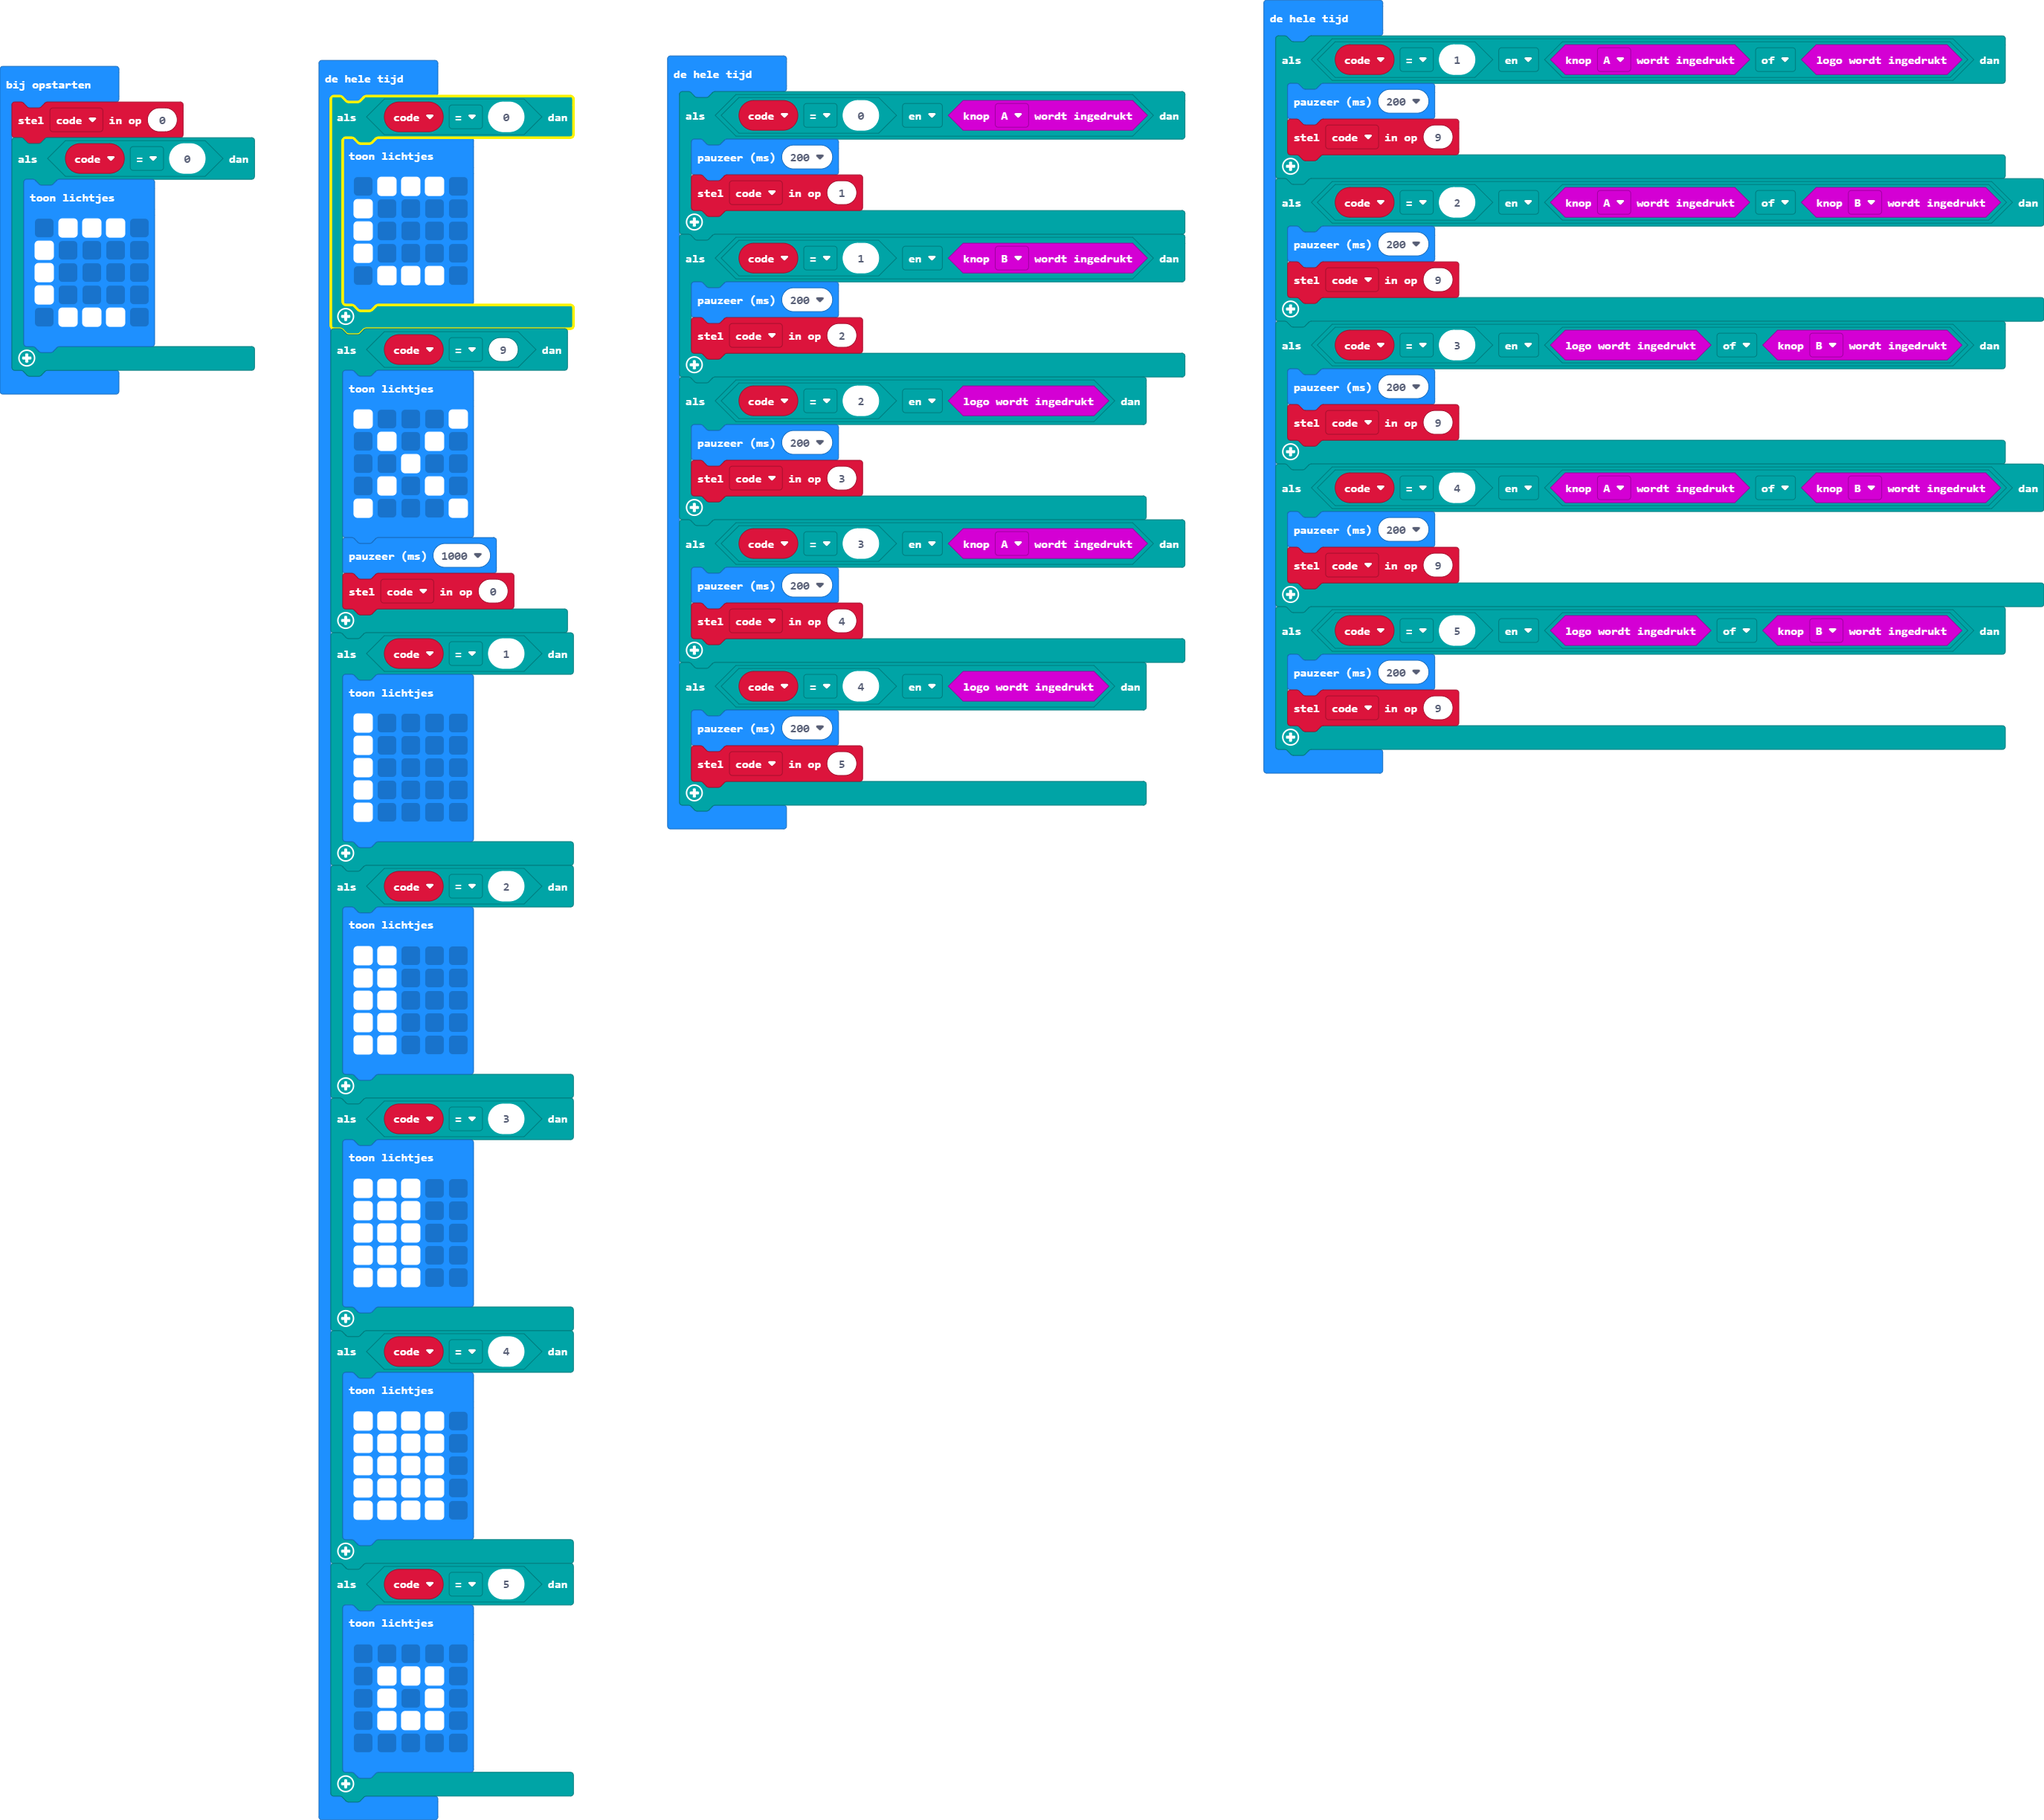 bij opstarten
stel code in op 0
als code = 0 dan
toon lichtjes
de hele tijd
als code = 0 dan
toon lichtjes
als code = 9 dan
toon lichtjes
pauzeer (ms) 1000
stel code in op 0
als code = 1 dan
toon lichtjes
als code = 2 dan
toon lichtjes
als code = 3 dan
toon lichtjes
als code = 4 dan
toon lichtjes
als code = 5 dan
toon lichtjes
de hele tijd
als code = 0 en knop A wordt ingedrukt dan
pauzeer (ms) 200
stel code in op 1
als code = 1 en knop B wordt ingedrukt dan
pauzeer (ms) 200
stel code in op 2
als code = 2 en logo wordt ingedrukt dan
pauzeer (ms) 200
stel code in op 3
als code = 3 en knop A wordt ingedrukt dan
pauzeer (ms) 200
stel code in op 4
als code = 4 en logo wordt ingedrukt dan
pauzeer (ms) 200
stel code in op 5
de hele tijd
als code = 1 en knop A wordt ingedrukt of logo wordt ingedrukt dan
pauzeer (ms) 200
stel code in op 9
als code = 2 en knop A wordt ingedrukt of knop B wordt ingedrukt dan
pauzeer (ms) 200
stel code in op 9
als code = 3 en logo wordt ingedrukt of knop B wordt ingedrukt dan
pauzeer (ms) 200
stel code in op 9
als code = 4 en knop A wordt ingedrukt of knop B wordt ingedrukt dan
pauzeer (ms) 200
stel code in op 9
als code = 5 en logo wordt ingedrukt of knop B wordt ingedrukt dan
pauzeer (ms) 200
stel code in op 9